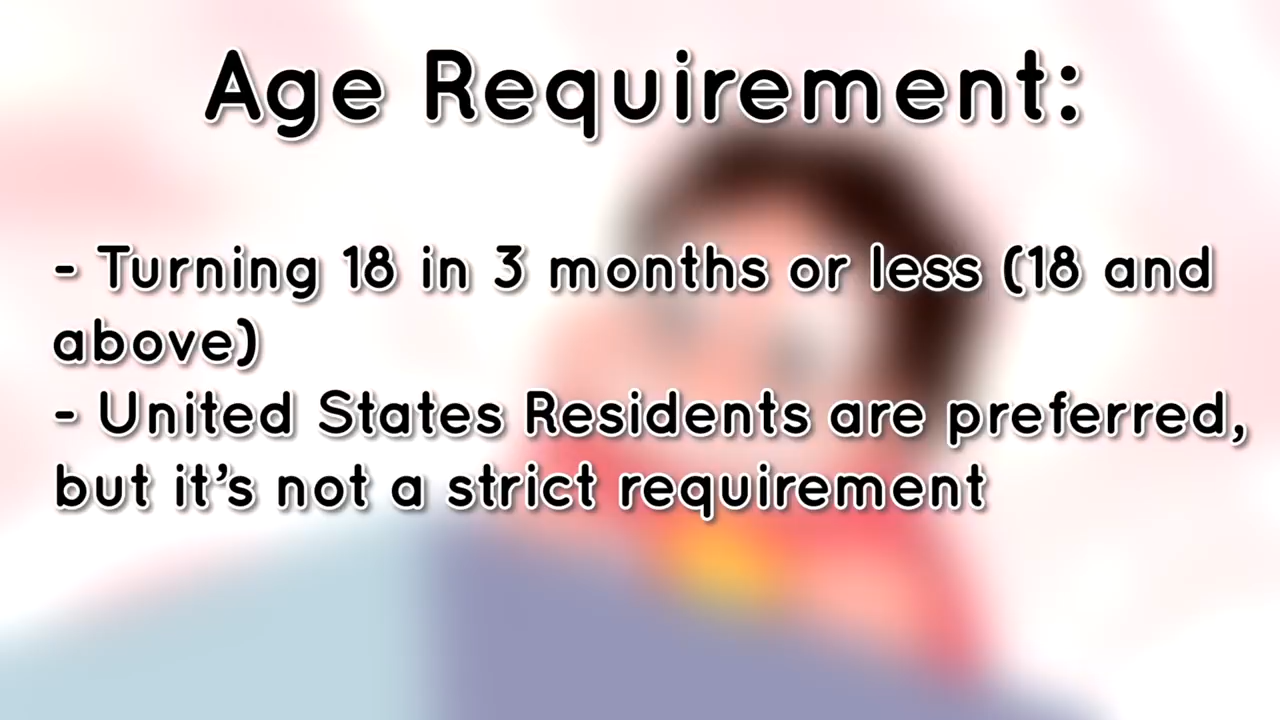 Age Requirement:
- Turning 18 in 3 months or less (18 and
above)
- United States Residents are preferred,
but it's not a strict requirement